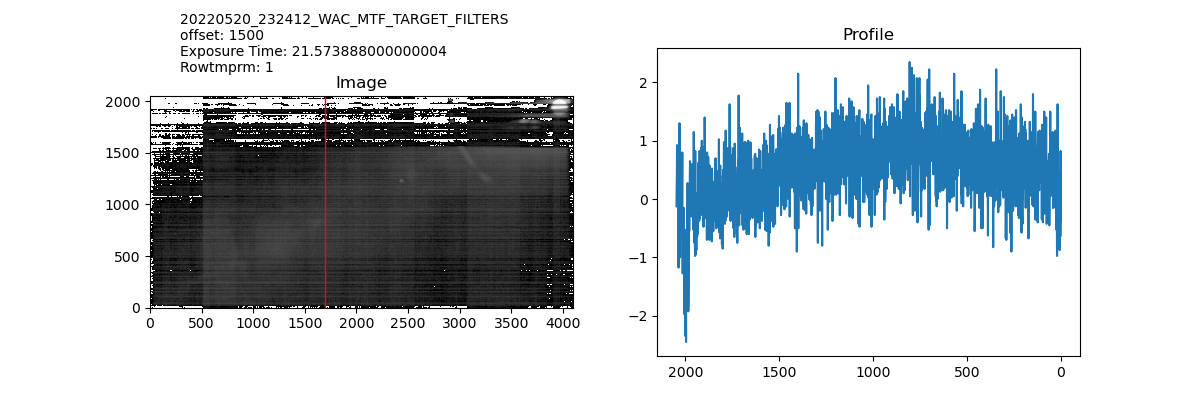 20220520_232412_WAC_MTF_TARGET_FILTERS
offset: 1500
Exposure Time: 21.573888000000004
Rowtmprm: 1
Image
2000
1500
1000
500
0
0 500 1000 1500 2000 2500 3000 3500 4000
Profile
2
1
0
−1
−2
2000 1500 1000 500 0